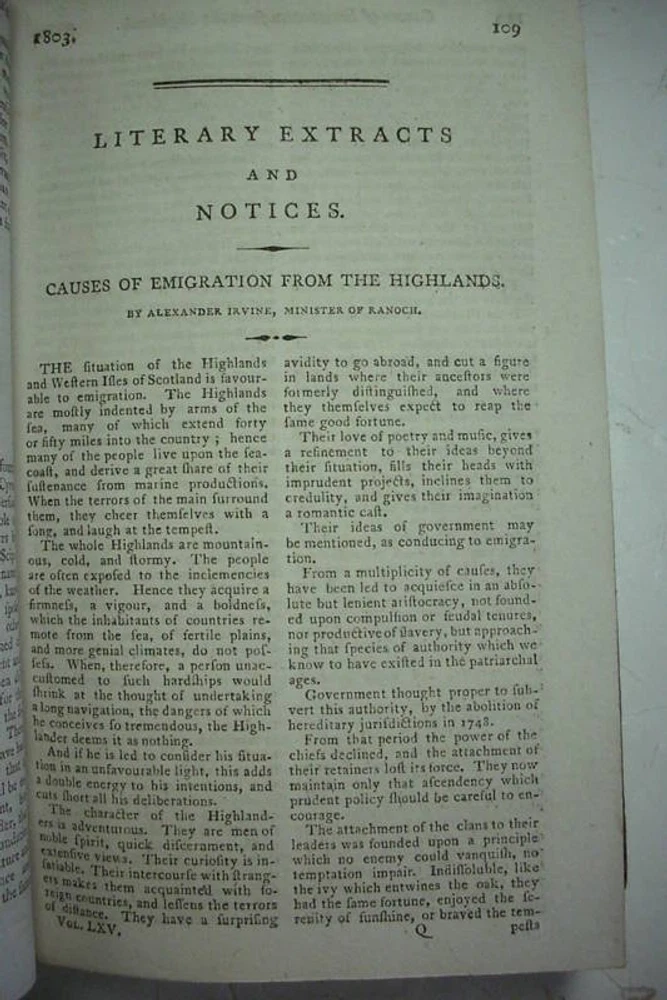 1803.
109
LITERARY EXTRACTS
AND
NOTICES.
CAUSES OF EMIGRATION FROM THE HIGHLANDS.
BY ALEXANDER IRVINE, MINISTER OF RANOCH.
THE ſituation of the Highlands
and Weſtern Iſles of Scotland is favour-
able to emigration. The Highlands
are moſtly indented by arms of the
ſea, many of which extend forty
or fifty miles into the country; hence
many of the people live upon the ſea-
coaſt, and derive a great ſhare of their
ſuſtenance from marine productions.
When the terrors of the main ſurround
them, they cheer themſelves with a
ſong, and laugh at the tempeſt.
The whole Highlands are mountain-
ous, cold, and ſtormy. The people
are often expoſed to the inclemencies
of the weather. Hence they acquire a
firmneſs, a vigour, and a boldneſs,
which the inhabitants of countries re-
mote from the ſea, of fertile plains,
and more genial climates, do not poſ-
ſeſs. When, therefore, a perſon unac-
cuſtomed to ſuch hardſhips would
ſhrink at the thought of undertaking
a long navigation, the dangers of which
he conceives ſo tremendous, the High-
lander deems it as nothing.
And if he is led to conſider his ſitua-
tion in an unfavourable light, this adds
a double energy to his intentions, and
cuts ſhort all his deliberations.
The character of the Highland-
ers is adventurous. They are men of
noble ſpirit, quick diſcernment, and
extenſive views. Their curioſity is in-
ſatiable. Their intercourſe with ſtrang-
ers makes them acquainted with fo-
reign countries, and leſſens the terrors
of diſtance. They have a ſurpriſing
VOL. LXV.
avidity to go abroad, and cut a figure
in lands where their anceſtors were
formerly diſtinguiſhed, and where
they themſelves expect to reap the
ſame good fortune.
Their love of poetry and muſic, gives
a refinement to their ideas beyond
their ſituation, fills their heads with
imprudent projects, inclines them to
credulity, and gives their imagination
a romantic caſt.
Their ideas of government may
be mentioned, as conducing to emigra-
tion.
From a multiplicity of cauſes, they
have been led to acquieſce in an abſo-
lute but lenient ariſtocracy, not found-
ed upon compulſion or feudal tenures,
nor productive of ſlavery, but approach-
ing that ſpecies of authority which we
know to have exiſted in the patriarchal
ages.
Government thought proper to ſub-
vert this authority, by the abolition of
hereditary juriſdictions in 1748.
From that period the power of the
chiefs declined, and the attachment of
their retainers loſt its force. They now
maintain only that aſcendency which
prudent policy ſhould be careful to en-
courage.
The attachment of the clans to their
leaders was founded upon a principle
which no enemy could vanquiſh, no
temptation impair. Indiſſoluble, like
the ivy which entwines the oak, they
had the ſame fortune, enjoyed the ſe-
renity of ſunſhine, or braved the tem-
Q
peſts